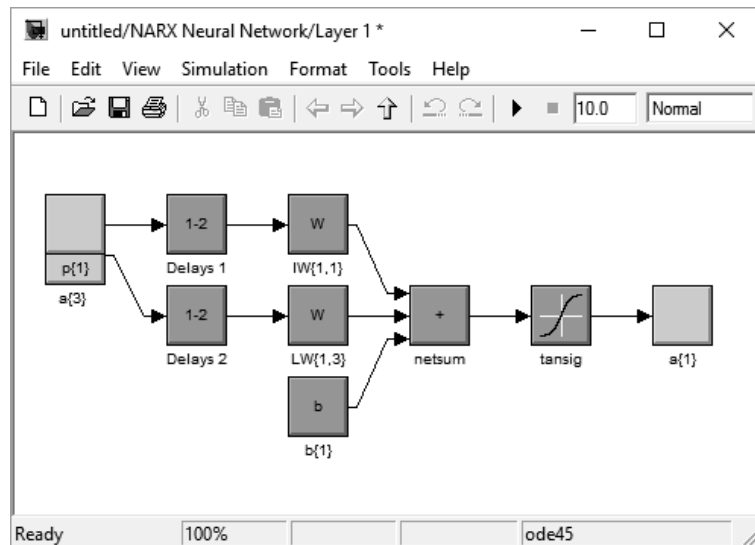 untitled/NARX Neural Network/Layer 1 *
File Edit View Simulation Format Tools Help
10.0 Normal
1-2 W
p{1} Delays 1 IW{1,1}
a{3}
1-2 W +
Delays 2 LW{1,3} netsum tansig a{1}
b
b{1}
Ready 100% ode45